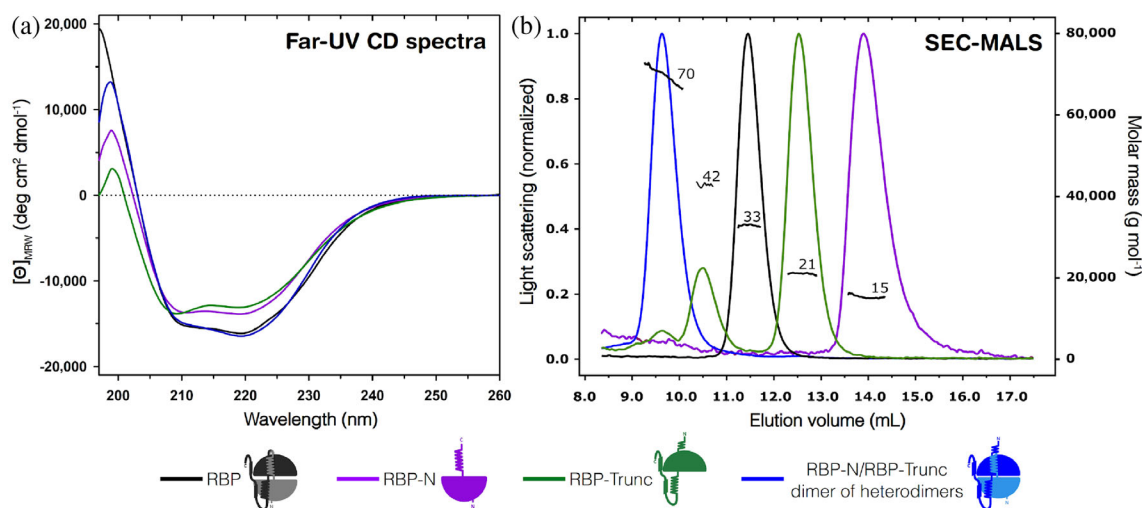 (a)
Far-UV CD spectra
20,000
10,000
0
-10,000
-20,000
[Θ]MRW (deg cm² dmol⁻¹)
200
210
220
230
240
250
260
Wavelength (nm)
(b)
SEC-MALS
1.0
0.8
0.6
0.4
0.2
0.0
Light scattering (normalized)
70
42
33
21
15
80,000
60,000
40,000
20,000
0
Molar mass (g mol⁻¹)
8.0
9.0
10.0
11.0
12.0
13.0
14.0
15.0
16.0
17.0
Elution volume (mL)
RBP
RBP-N
C
N
RBP-Trunc
N
RBP-N/RBP-Trunc
dimer of heterodimers